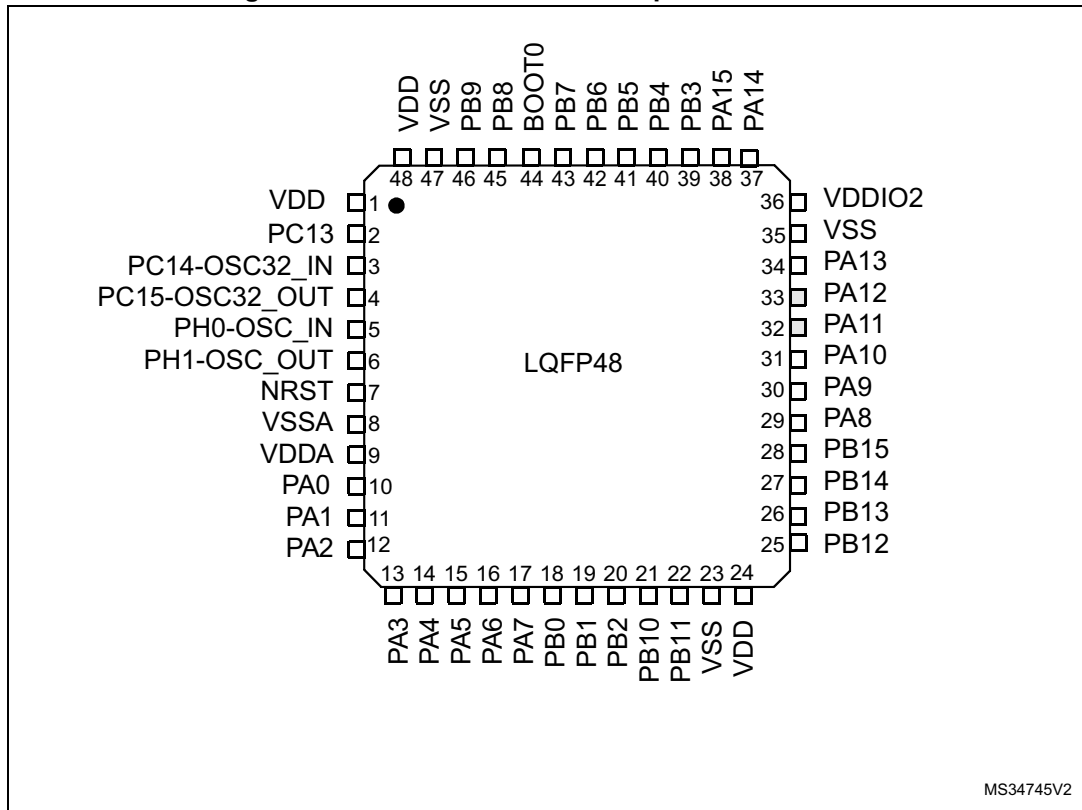 VDD
VSS
PB9
PB8
BOOT0
PB7
PB6
PB5
PB4
PB3
PA15
PA14
48 47 46 45 44 43 42 41 40 39 38 37
VDD 1 36 VDDIO2
PC13 2 35 VSS
PC14-OSC32_IN 3 34 PA13
PC15-OSC32_OUT 4 33 PA12
PH0-OSC_IN 5 32 PA11
PH1-OSC_OUT 6 LQFP48 31 PA10
NRST 7 30 PA9
VSSA 8 29 PA8
VDDA 9 28 PB15
PA0 10 27 PB14
PA1 11 26 PB13
PA2 12 25 PB12
13 14 15 16 17 18 19 20 21 22 23 24
PA3
PA4
PA5
PA6
PA7
PB0
PB1
PB2
PB10
PB11
VSS
VDD
MS34745V2